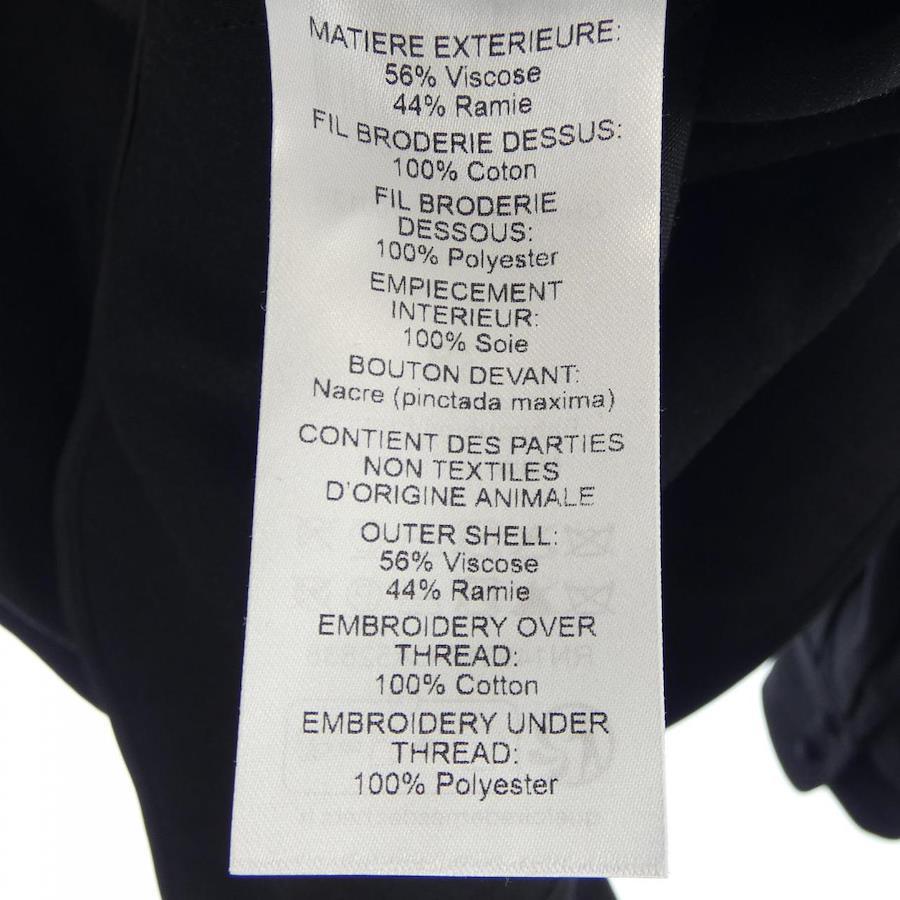 MATIERE EXTERIEURE:
56% Viscose
44% Ramie
FIL BRODERIE DESSUS:
100% Coton
FIL BRODERIE
DESSOUS:
100% Polyester
EMPIECEMENT
INTERIEUR:
100% Soie
BOUTON DEVANT:
Nacre (pinctada maxima)
CONTIENT DES PARTIES
NON TEXTILES
D'ORIGINE ANIMALE
OUTER SHELL:
56% Viscose
44% Ramie
EMBROIDERY OVER
THREAD:
100% Cotton
EMBROIDERY UNDER
THREAD:
100% Polyester